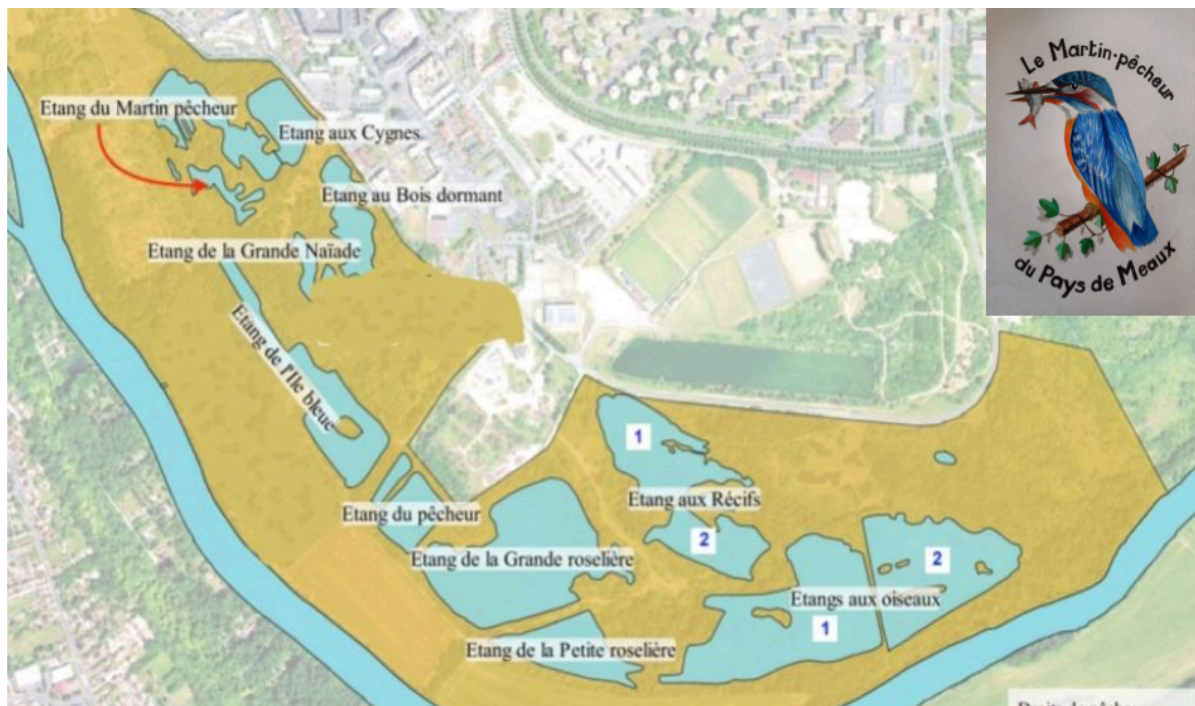 Etang du Martin pêcheur
Etang aux Cygnes
Etang au Bois dormant
Etang de la Grande Naïade
Etang de l'Ile bleue
Etang du pêcheur
Etang de la Grande roselière
Etang de la Petite roselière
1
Etang aux Récifs
2
2
Etangs aux oiseaux
1
Le Martin-pêcheur
du Pays de Meaux